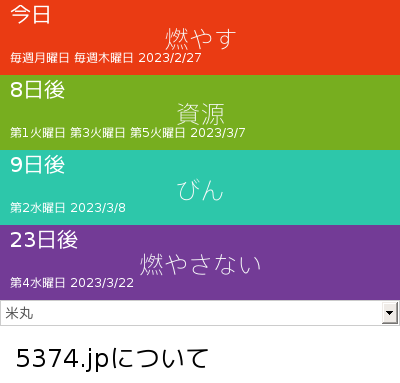 今日
燃やす
毎週月曜日 毎週木曜日 2023/2/27
8日後
資源
第1火曜日 第3火曜日 第5火曜日 2023/3/7
9日後
びん
第2水曜日 2023/3/8
23日後
燃やさない
第4水曜日 2023/3/22
米丸
5374.jpについて